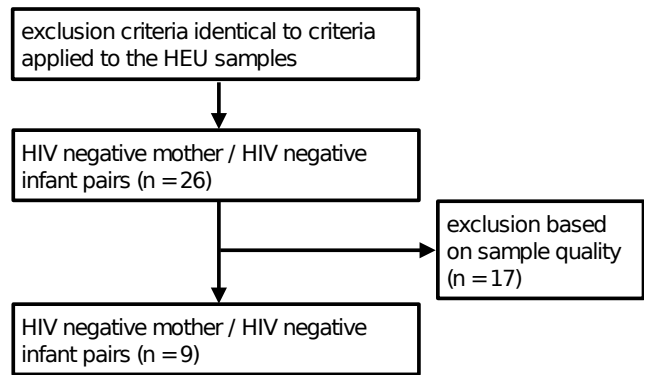 exclusion criteria identical to criteria
applied to the HEU samples
HIV negative mother / HIV negative
infant pairs (n = 26)
exclusion based
on sample quality
(n = 17)
HIV negative mother / HIV negative
infant pairs (n = 9)